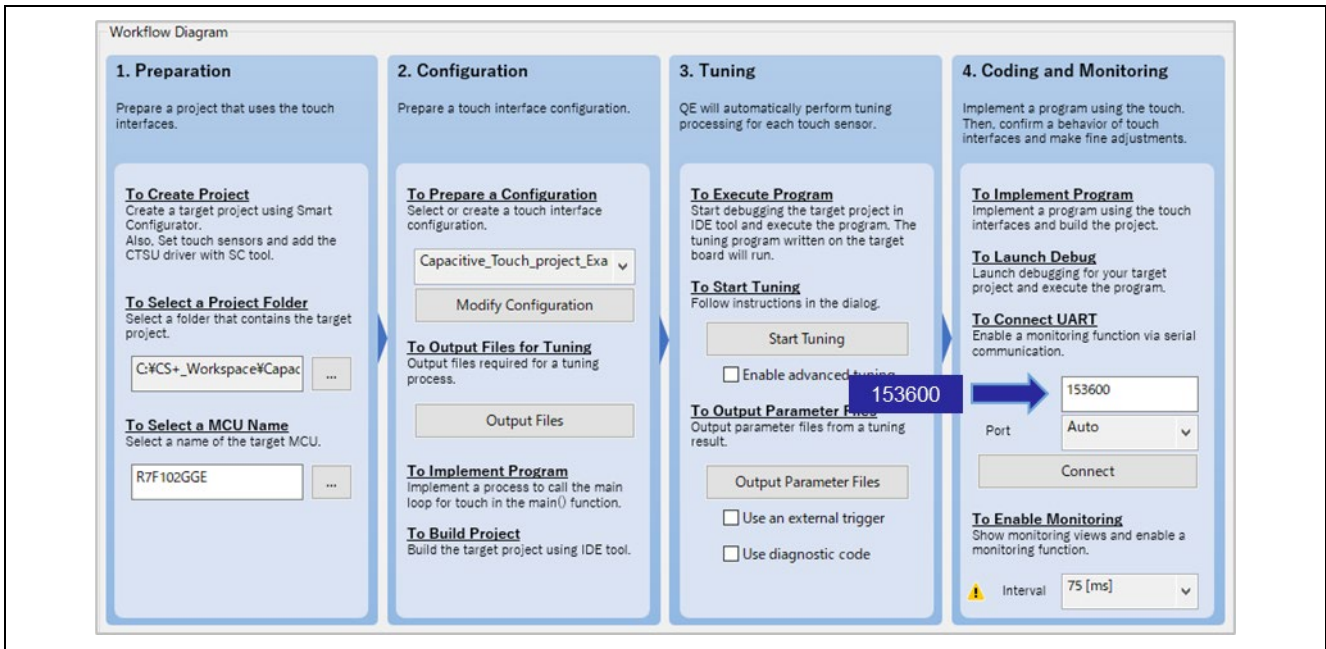 Workflow Diagram
1. Preparation
Prepare a project that uses the touch
interfaces.
To Create Project
Create a target project using Smart
Configurator.
Also, Set touch sensors and add the
CTSU driver with SC tool.
To Select a Project Folder
Select a folder that contains the target
project.
C:¥CS+_Workspace¥Capac
...
To Select a MCU Name
Select a name of the target MCU.
R7F102GGE
...
2. Configuration
Prepare a touch interface configuration.
To Prepare a Configuration
Select or create a touch interface
configuration.
Capacitive_Touch_project_Exa
Modify Configuration
To Output Files for Tuning
Output files required for a tuning
process.
Output Files
To Implement Program
Implement a process to call the main
loop for touch in the main() function.
To Build Project
Build the target project using IDE tool.
3. Tuning
QE will automatically perform tuning
processing for each touch sensor.
To Execute Program
Start debugging the target project in
IDE tool and execute the program. The
tuning program written on the target
board will run.
To Start Tuning
Follow instructions in the dialog.
Start Tuning
Enable advanced tuning
153600
To Output Parameter Files
Output parameter files from a tuning
result.
Output Parameter Files
Use an external trigger
Use diagnostic code
4. Coding and Monitoring
Implement a program using the touch.
Then, confirm a behavior of touch
interfaces and make fine adjustments.
To Implement Program
Implement a program using the touch
interfaces and build the project.
To Launch Debug
Launch debugging for your target
project and execute the program.
To Connect UART
Enable a monitoring function via serial
communication.
153600
Port Auto
Connect
To Enable Monitoring
Show monitoring views and enable a
monitoring function.
Interval 75 [ms]